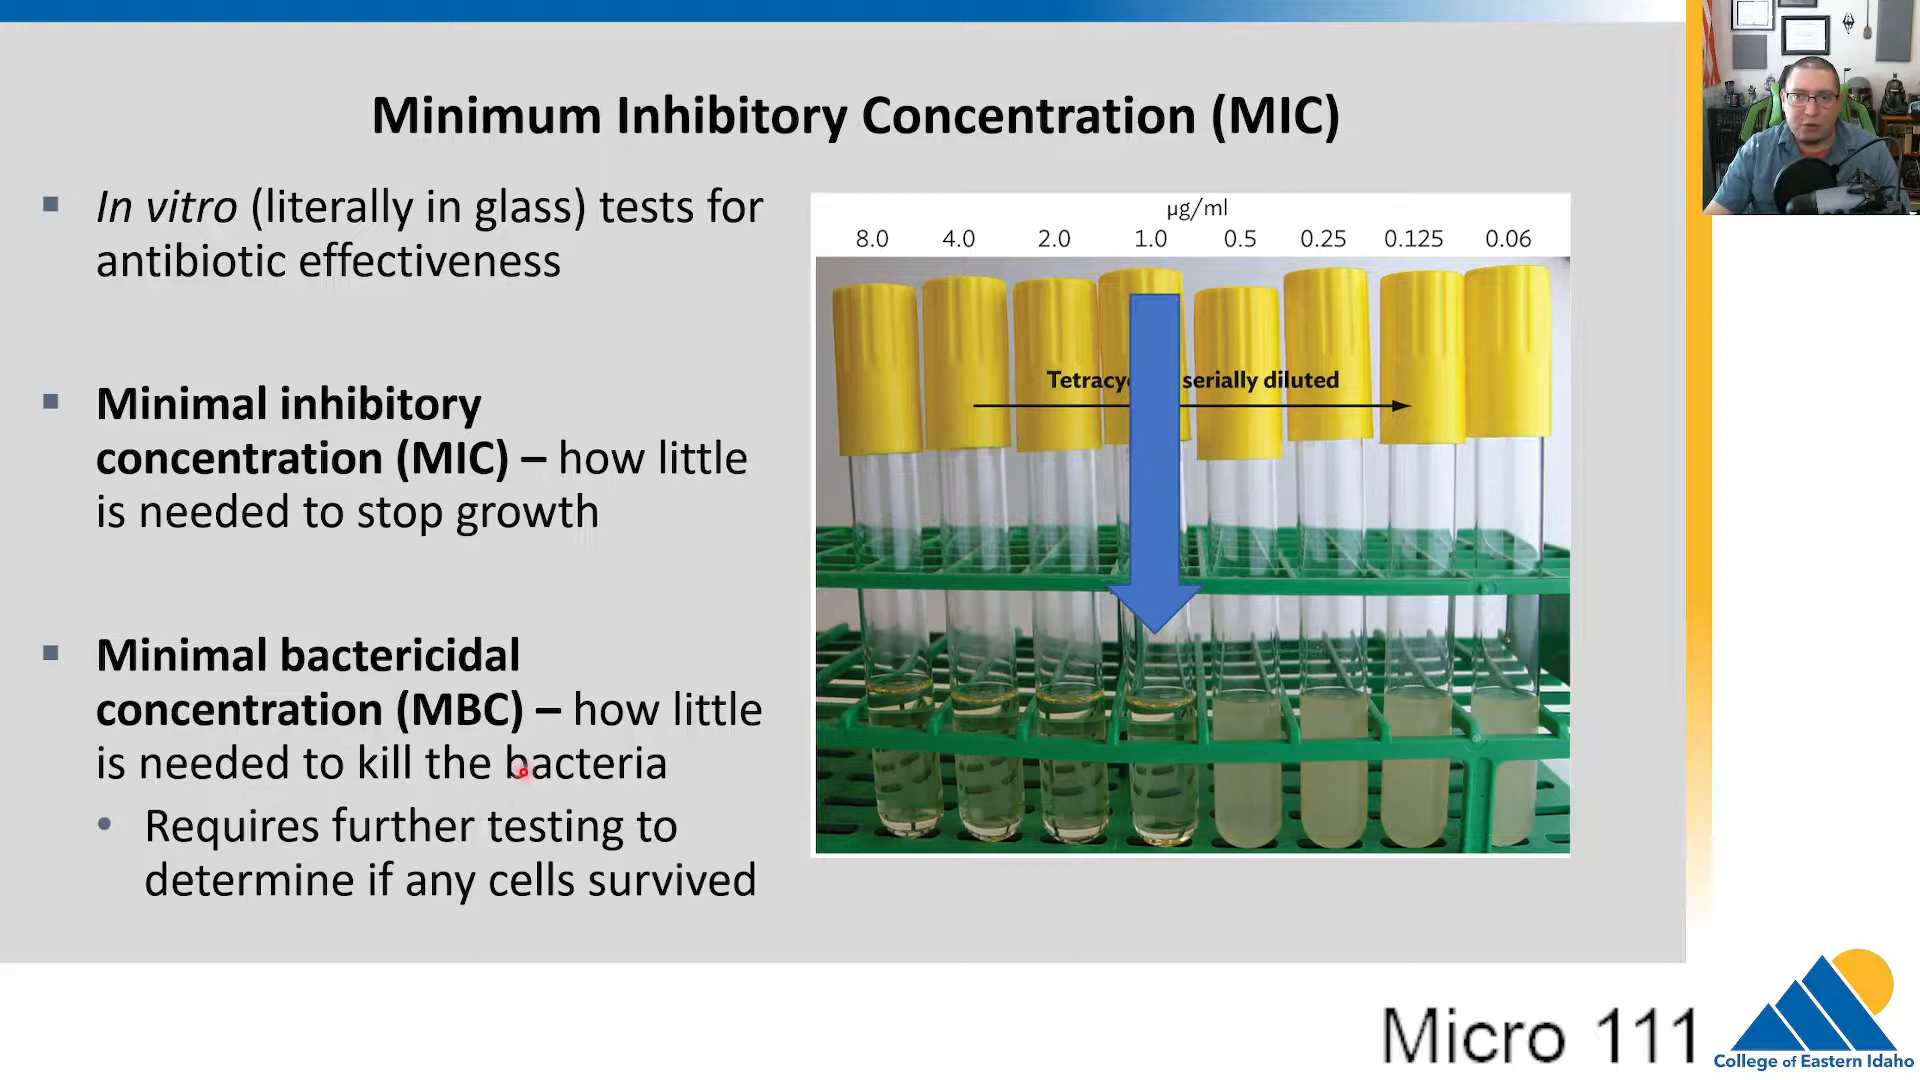 Minimum Inhibitory Concentration (MIC)
In vitro (literally in glass) tests for
antibiotic effectiveness
Minimal inhibitory
concentration (MIC) – how little
is needed to stop growth
Minimal bactericidal
concentration (MBC) – how little
is needed to kill the bacteria
Requires further testing to
determine if any cells survived
µg/ml
8.0 4.0 2.0 1.0 0.5 0.25 0.125 0.06
serially diluted
Micro 111
College of Eastern Idaho